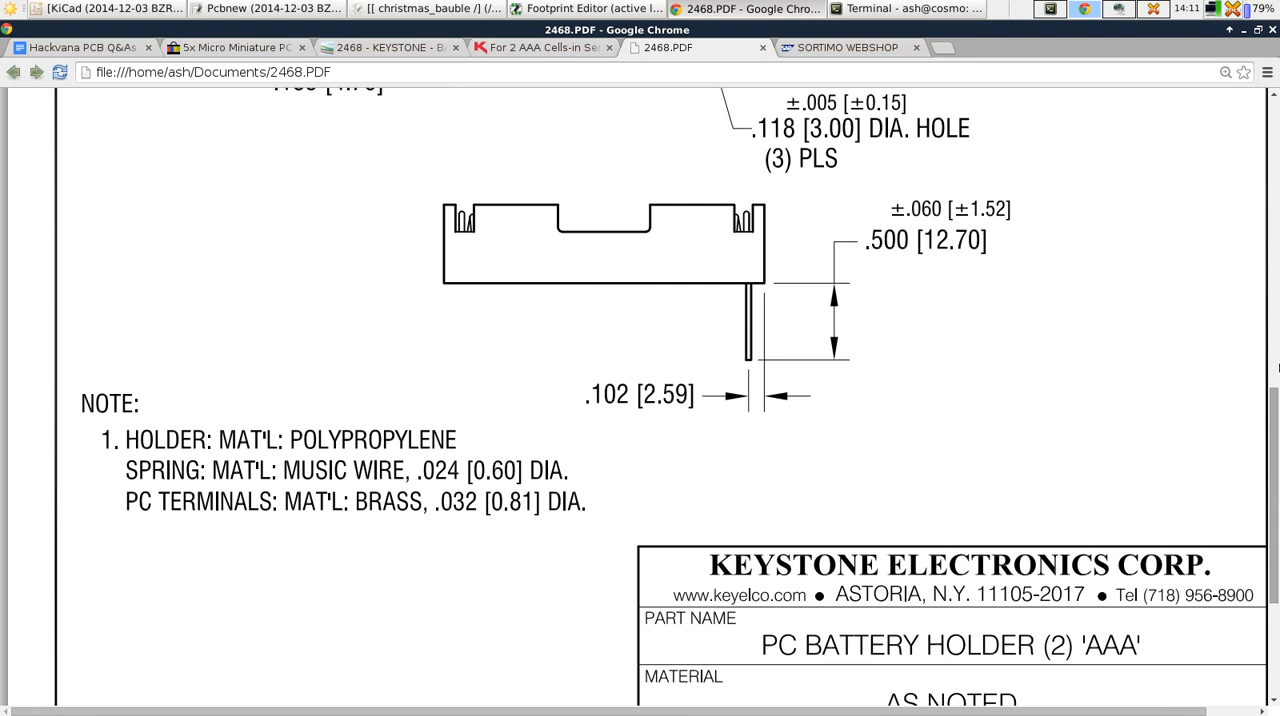 [KiCad (2014-12-03 BZR...
Pcbnew (2014-12-03 BZ...
[[ christmas_bauble /] (/...
Footprint Editor (active l...
2468.PDF - Google Chro...
Terminal - ash@cosmo: ...
14:11
79%
2468.PDF - Google Chrome
Hackvana PCB Q&As
5x Micro Miniature PC
2468 - KEYSTONE - B
For 2 AAA Cells-in Se
2468.PDF
SORTIMO WEBSHOP
file:///home/ash/Documents/2468.PDF
±.005 [±0.15]
.118 [3.00] DIA. HOLE
(3) PLS
±.060 [±1.52]
.500 [12.70]
.102 [2.59]
NOTE:
1. HOLDER: MAT'L: POLYPROPYLENE
SPRING: MAT'L: MUSIC WIRE, .024 [0.60] DIA.
PC TERMINALS: MAT'L: BRASS, .032 [0.81] DIA.
KEYSTONE ELECTRONICS CORP.
www.keyelco.com ● ASTORIA, N.Y. 11105-2017 ● Tel (718) 956-8900
PART NAME
PC BATTERY HOLDER (2) 'AAA'
MATERIAL
AS NOTED